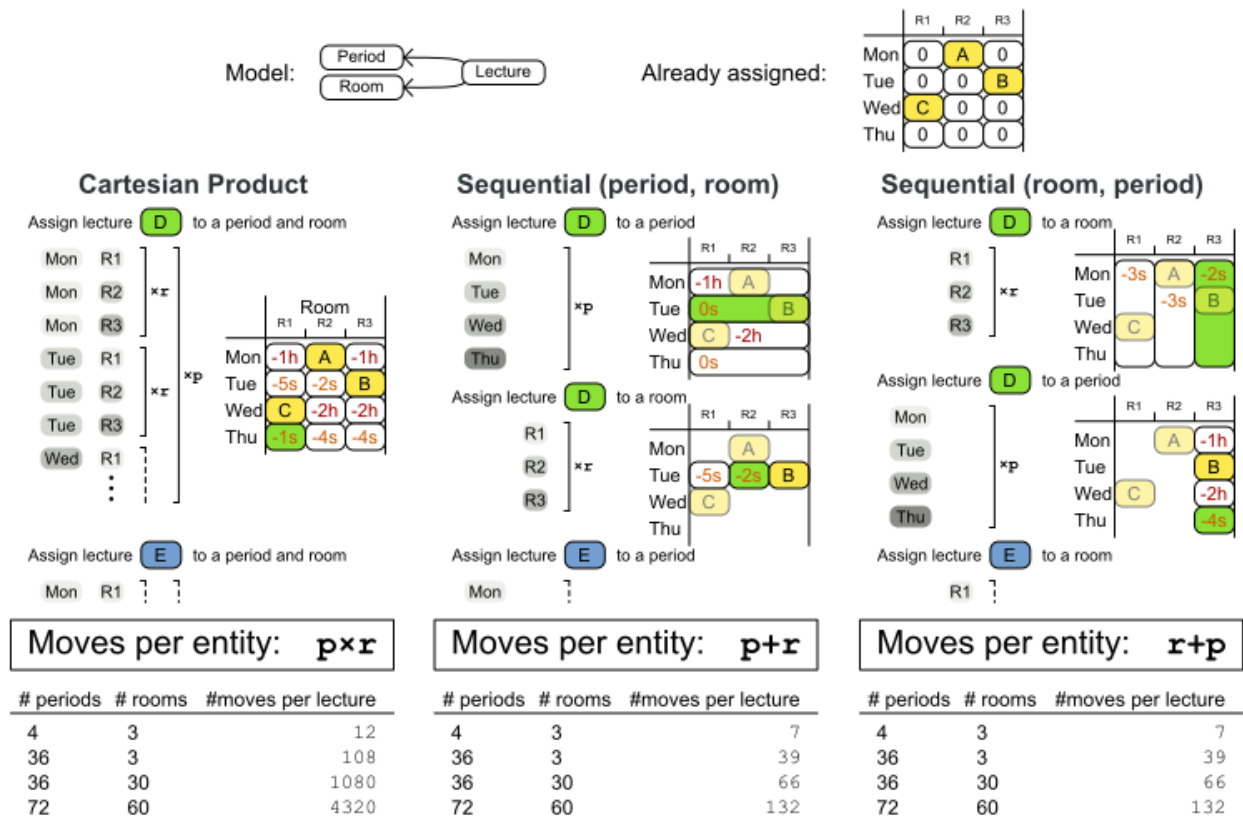 Model:
Period
Room
Lecture
Already assigned:
R1 R2 R3
Mon 0 A 0
Tue 0 0 B
Wed C 0 0
Thu 0 0 0
Cartesian Product
Assign lecture D to a period and room
Mon R1
Mon R2
Mon R3
×r
Tue R1
Tue R2
Tue R3
×r
Wed R1
×p
Room
R1 R2 R3
Mon -1h A -1h
Tue -5s -2s B
Wed C -2h -2h
Thu -1s -4s -4s
Assign lecture E to a period and room
Mon R1
Moves per entity: p×r
# periods # rooms #moves per lecture
4 3 12
36 3 108
36 30 1080
72 60 4320
Sequential (period, room)
Assign lecture D to a period
Mon
Tue
Wed
Thu
×p
R1 R2 R3
Mon -1h A
Tue 0s B
Wed C -2h
Thu 0s
Assign lecture D to a room
R1
R2
R3
×r
R1 R2 R3
Mon A
Tue -5s -2s B
Wed C
Thu
Assign lecture E to a period
Mon
Moves per entity: p+r
# periods # rooms #moves per lecture
4 3 7
36 3 39
36 30 66
72 60 132
Sequential (room, period)
Assign lecture D to a room
R1
R2
R3
×r
R1 R2 R3
Mon -3s A -2s
Tue -3s B
Wed C
Thu
Assign lecture D to a period
Mon
Tue
Wed
Thu
×p
R1 R2 R3
Mon A -1h
Tue B
Wed C -2h
Thu -4s
Assign lecture E to a room
R1
Moves per entity: r+p
# periods # rooms #moves per lecture
4 3 7
36 3 39
36 30 66
72 60 132